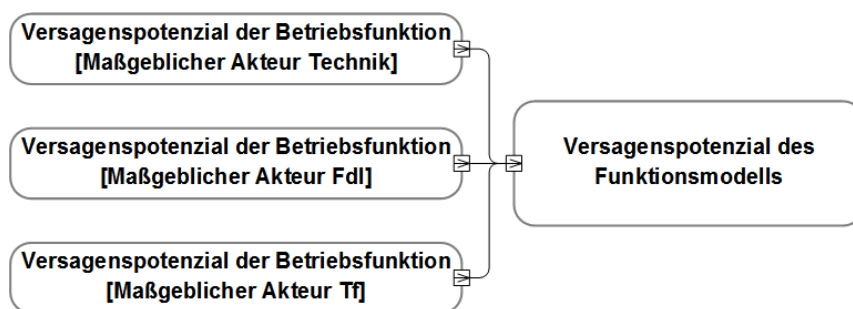 Versagenspotenzial der Betriebsfunktion
[Maßgeblicher Akteur Technik]
Versagenspotenzial der Betriebsfunktion
[Maßgeblicher Akteur Fdl]
Versagenspotenzial der Betriebsfunktion
[Maßgeblicher Akteur Tf]
Versagenspotenzial des
Funktionsmodells